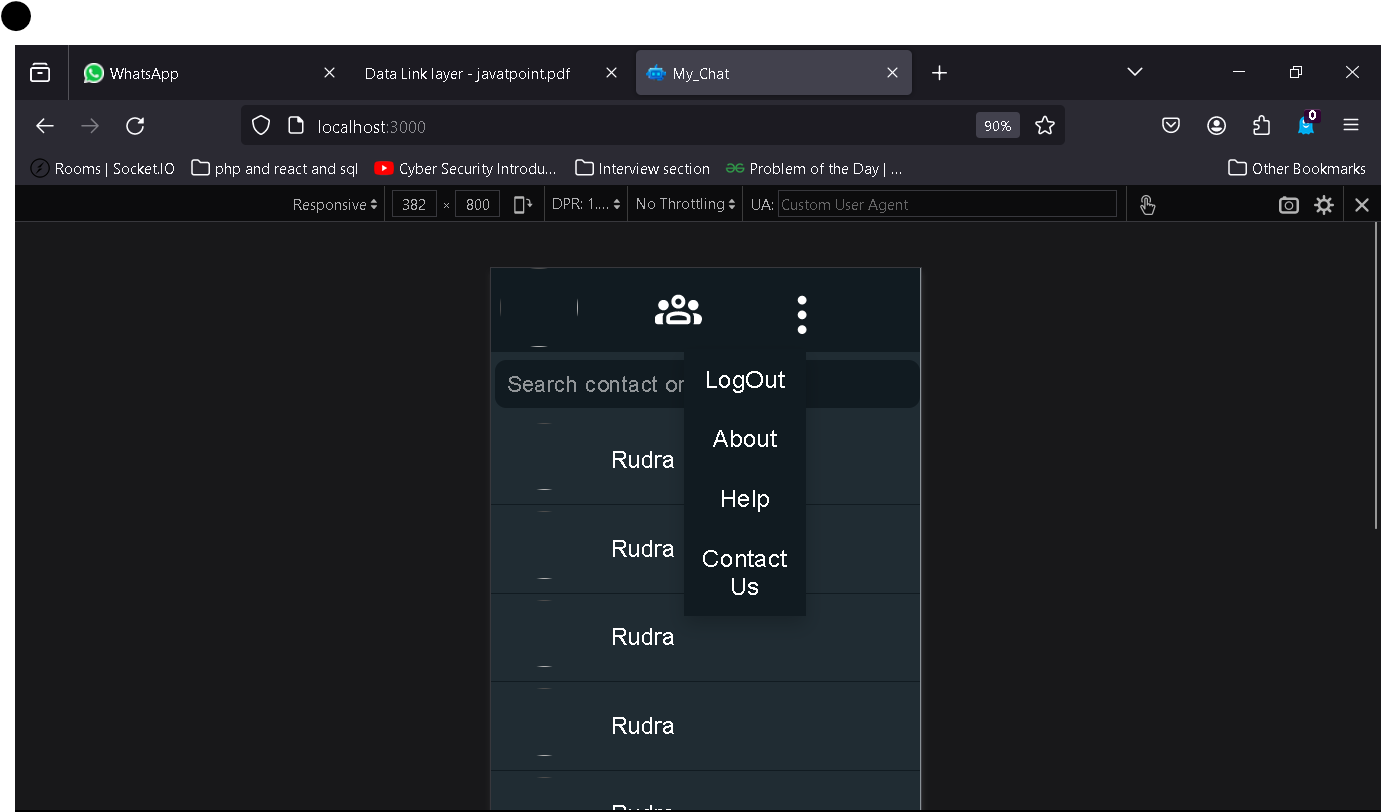 WhatsApp
Data Link layer - javatpoint.pdf
My_Chat
localhost:3000
90%
0
Rooms | Socket.IO
php and react and sql
Cyber Security Introdu...
Interview section
Problem of the Day | ...
Other Bookmarks
Responsive
382 × 800
DPR: 1....
No Throttling
UA: Custom User Agent
Search contact or
LogOut
About
Help
Contact
Us
Rudra
Rudra
Rudra
Rudra